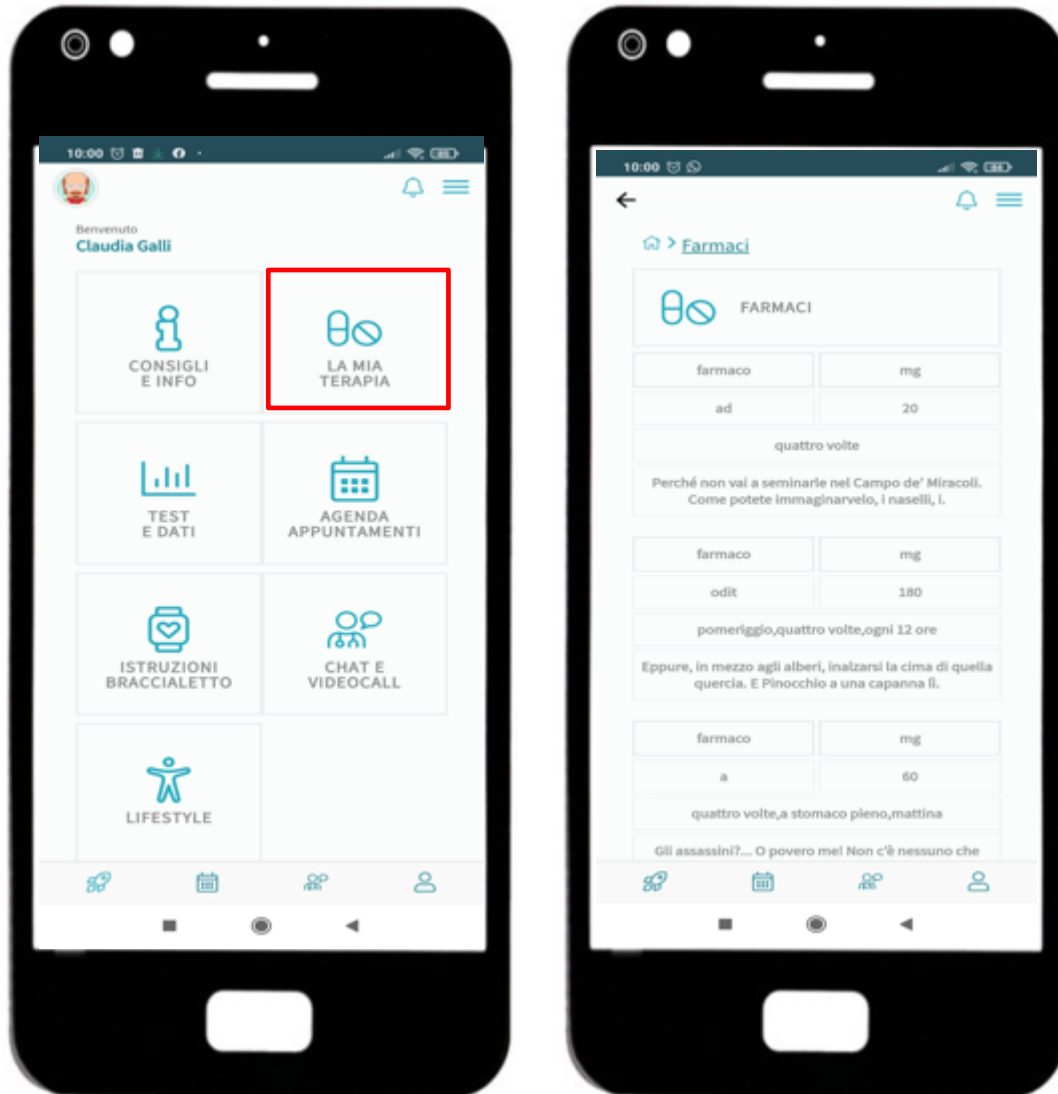 10:00
Benvenuto
Claudia Galli
CONSIGLI
E INFO
LA MIA
TERAPIA
TEST
E DATI
AGENDA
APPUNTAMENTI
ISTRUZIONI
BRACCIALETTO
CHAT E
VIDEOCALL
LIFESTYLE
10:00
> Farmaci
FARMACI
farmaco mg
ad 20
quattro volte
Perché non vai a seminarle nel Campo de' Miracoli.
Come potete immaginarvelo, i naselli, i.
farmaco mg
odit 180
pomeriggio,quattro volte,ogni 12 ore
Eppure, in mezzo agli alberi, inalzarsi la cima di quella
quercia. E Pinocchio a una capanna lì.
farmaco mg
a 60
quattro volte,a stomaco pieno,mattina
Gli assassini?... O povero me! Non c'è nessuno che